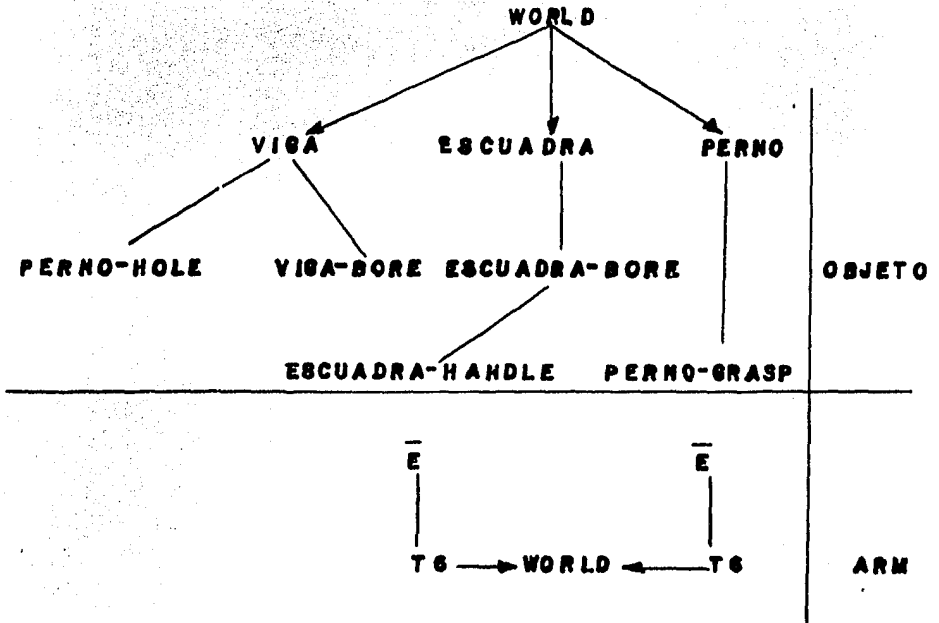 WORLD
VIGA ESCUADRA PERNO
PERNO-HOLE VIGA-BORE ESCUADRA-BORE OBJETO
ESCUADRA-HANDLE PERNO-GRASP
E E
T6 WORLD T6 ARM